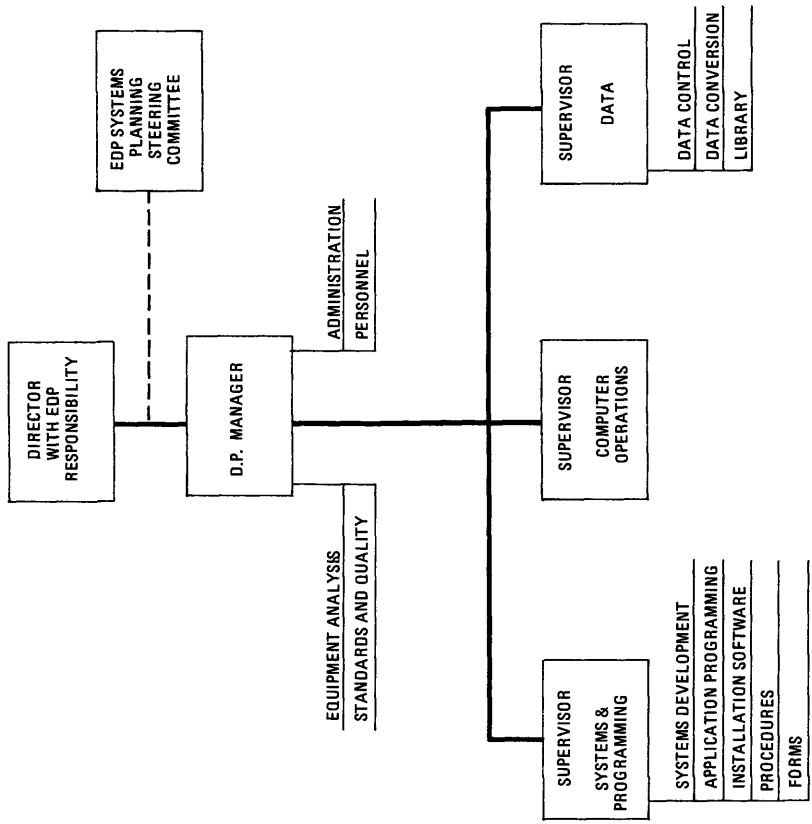 DIRECTOR
WITH EDP
RESPONSIBILITY
EDP SYSTEMS
PLANNING
STEERING
COMMITTEE
D.P. MANAGER
EQUIPMENT ANALYSIS
STANDARDS AND QUALITY
ADMINISTRATION
PERSONNEL
SUPERVISOR
SYSTEMS &
PROGRAMMING
SYSTEMS DEVELOPMENT
APPLICATION PROGRAMMING
INSTALLATION SOFTWARE
PROCEDURES
FORMS
SUPERVISOR
COMPUTER
OPERATIONS
SUPERVISOR
DATA
DATA CONTROL
DATA CONVERSION
LIBRARY